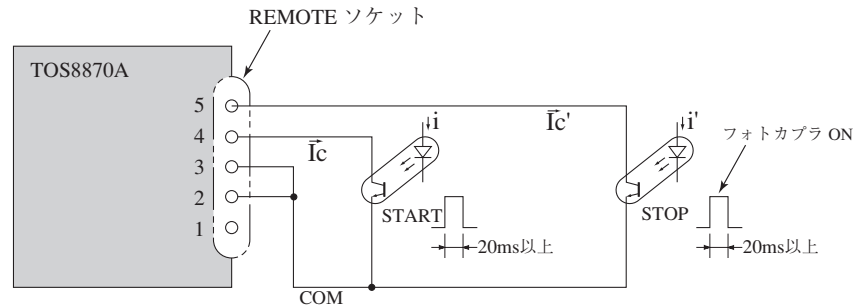 REMOTE ソケット
TOS8870A
5
4
3
2
1
Ic
i
START
20ms以上
Ic'
i'
STOP
フォトカプラ ON
20ms以上
COM